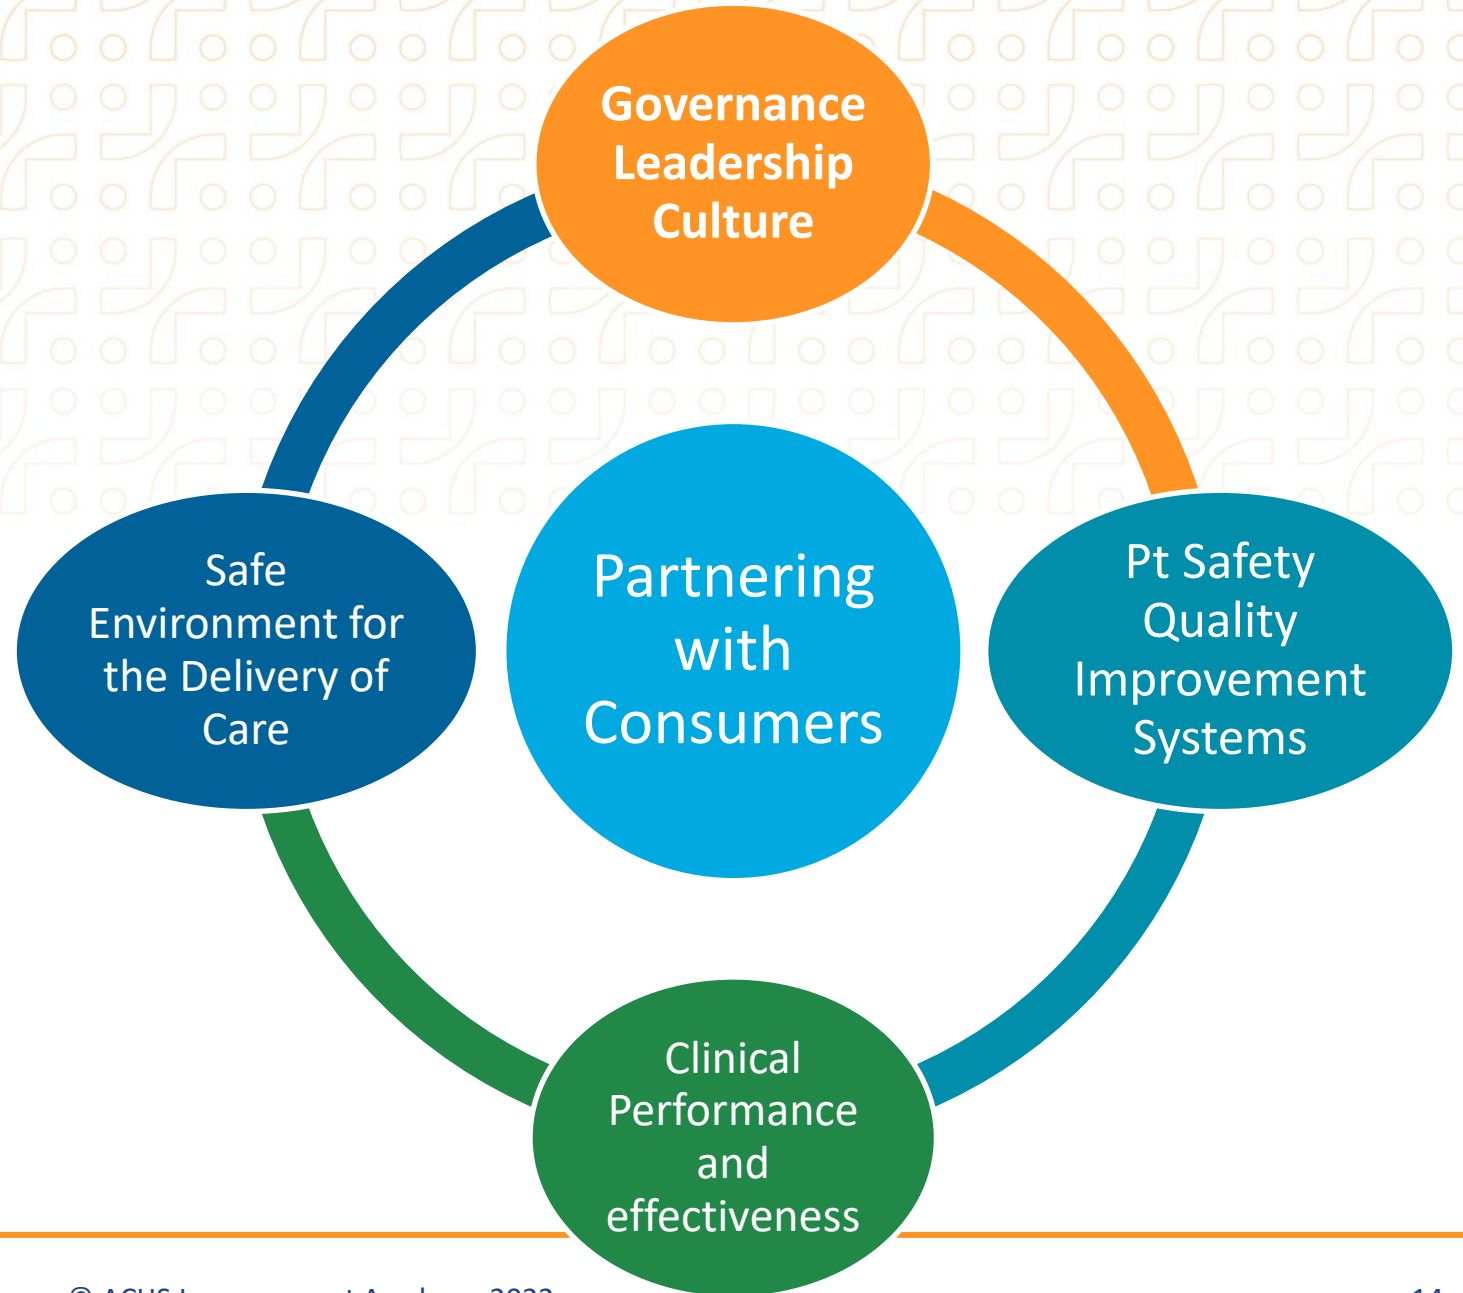 Governance
Leadership
Culture
Safe
Environment for
the Delivery of
Care
Partnering
with
Consumers
Pt Safety
Quality
Improvement
Systems
Clinical
Performance
and
effectiveness